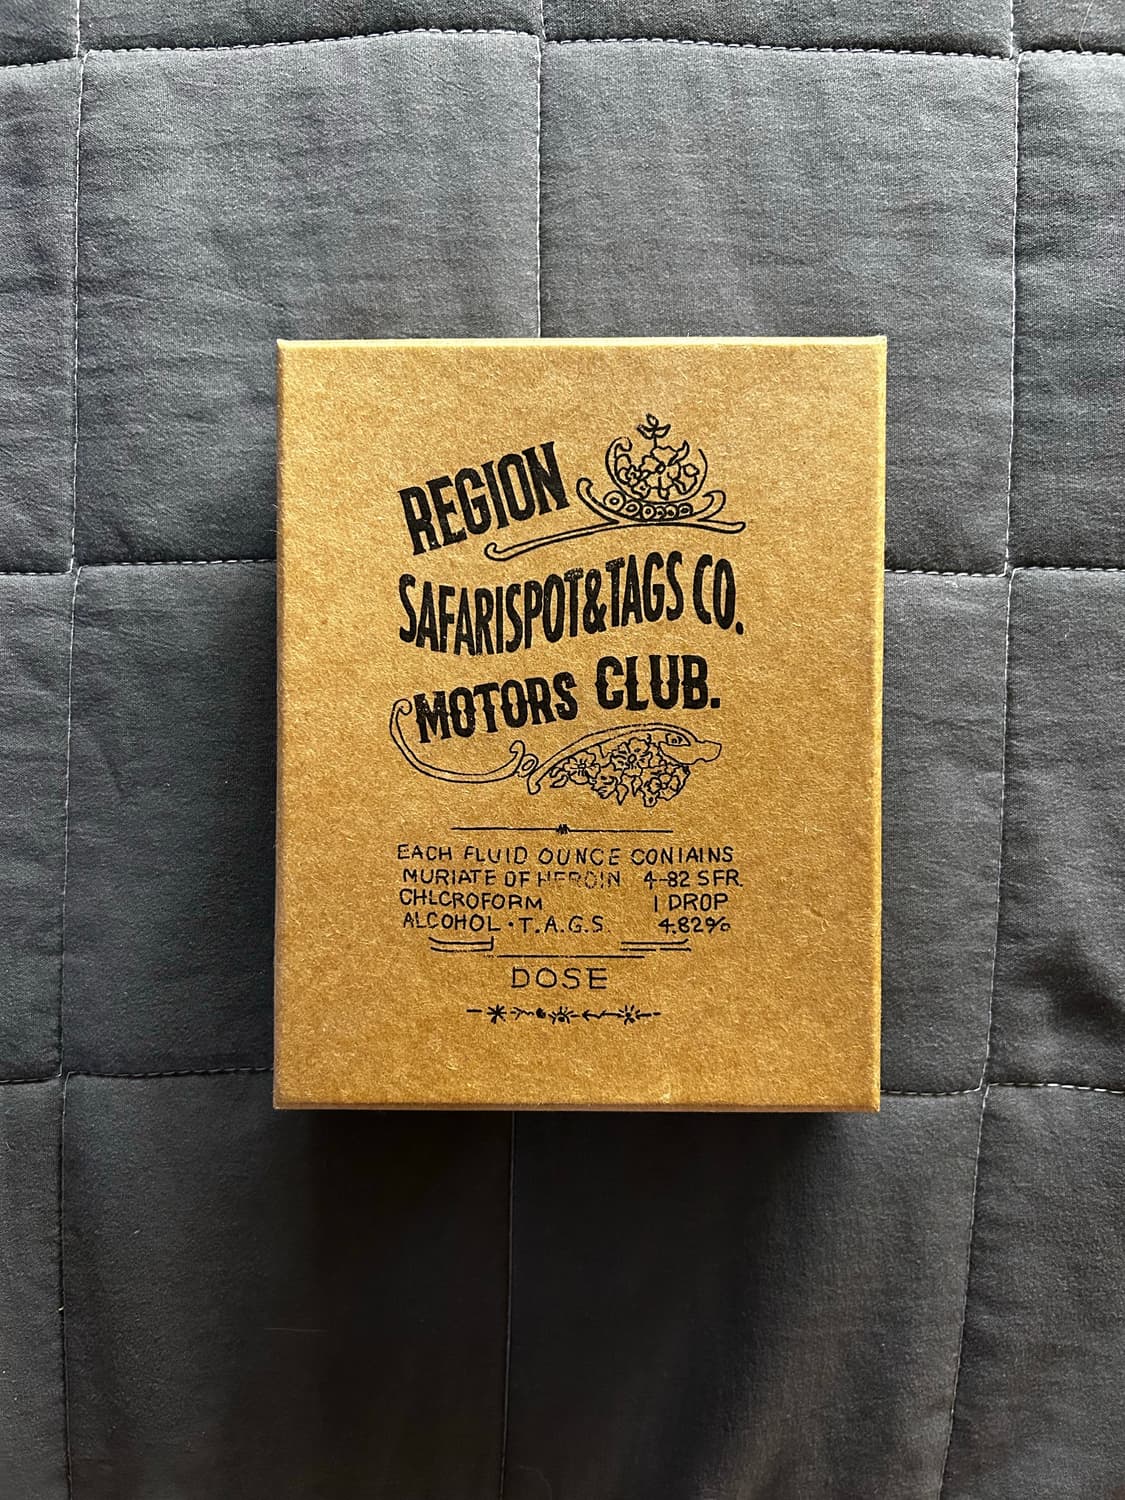 REGION
SAFARISPOT&TAGS CO.
MOTORS CLUB.
EACH FLUID OUNCE CONIAINS
MURIATE OF HEROIN 4-82 SFR.
CHLCROFORM 1 DROP
ALCOHOL · T.A.G.S. 4.82%
DOSE